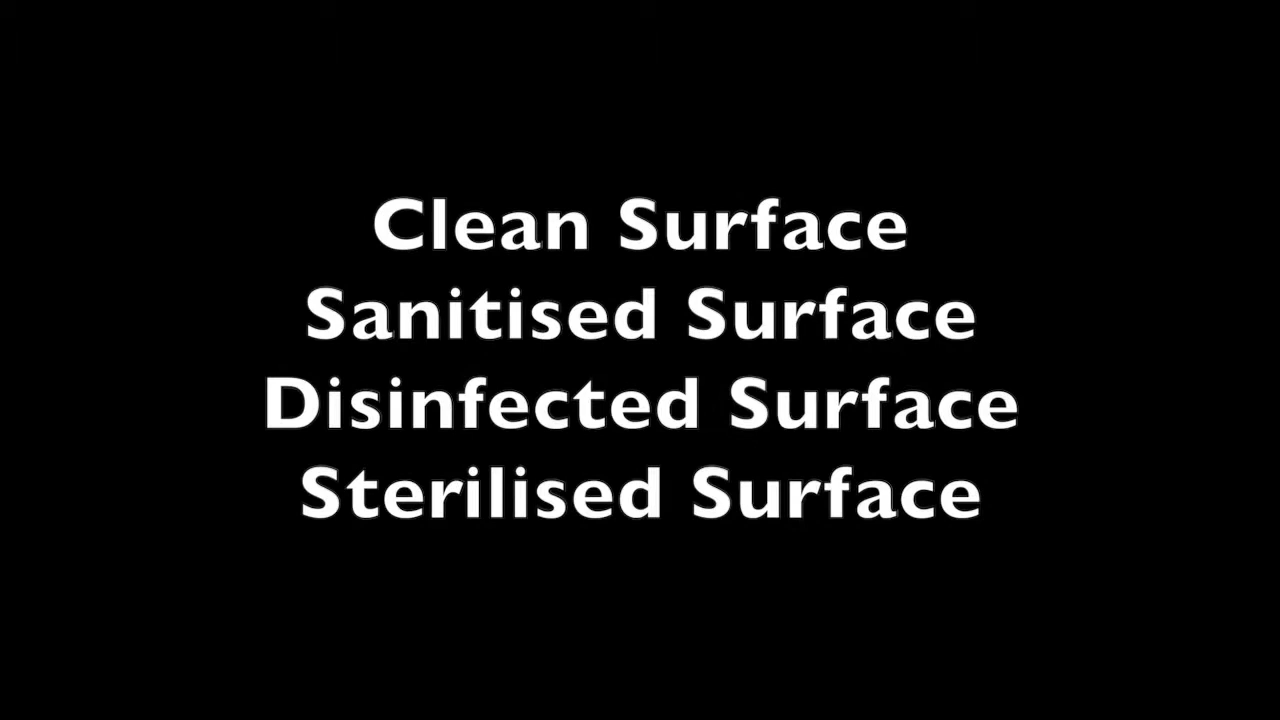 Clean Surface
Sanitised Surface
Disinfected Surface
Sterilised Surface